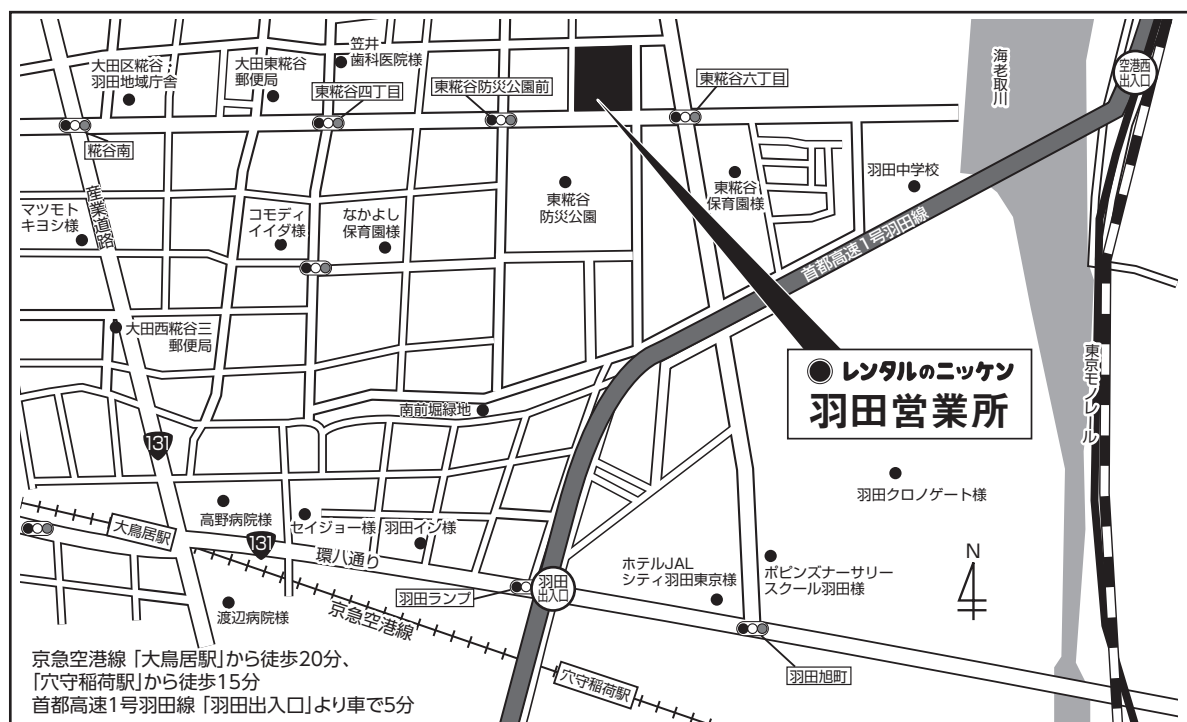 大田区糀谷・
羽田地域庁舎
大田東糀谷
郵便局
笠井
歯科医院様
東糀谷四丁目
東糀谷防災公園前
東糀谷六丁目
海老取川
空港西
出入口
糀谷南
産業道路
マツモト
キヨシ様
コモディ
イイダ様
なかよし
保育園様
東糀谷
防災公園
東糀谷
保育園様
羽田中学校
首都高速1号羽田線
大田西糀谷三
郵便局
レンタルのニッケン
羽田営業所
東京モノレール
南前堀緑地
131
羽田クロノゲート様
高野病院様
セイジョー様
羽田イン様
大鳥居駅
131
環八通り
ホテルJAL
シティ羽田東京様
ポピンズナーサリー
スクール羽田様
N
羽田ランプ
羽田
出入口
渡辺病院様
京急空港線
羽田旭町
穴守稲荷駅
京急空港線「大鳥居駅」から徒歩20分、
「穴守稲荷駅」から徒歩15分
首都高速1号羽田線「羽田出入口」より車で5分